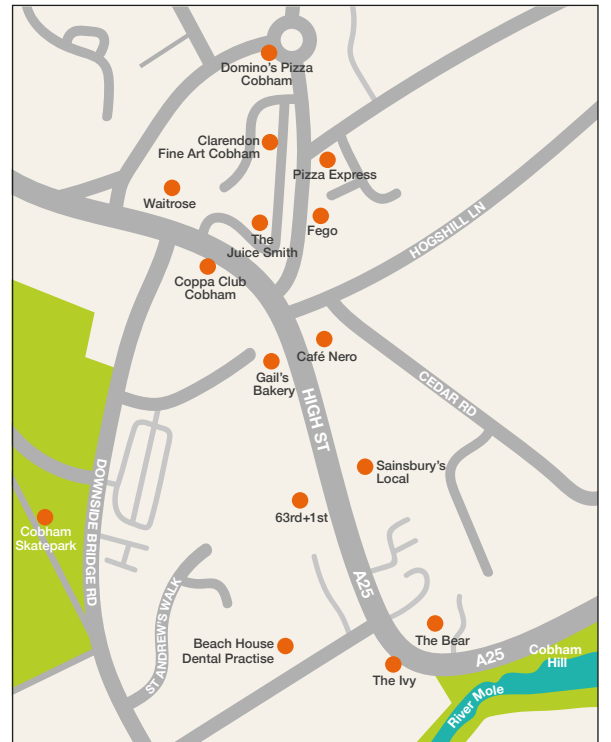 Domino's Pizza
Cobham
Clarendon
Fine Art Cobham
Pizza Express
Waitrose
The
Juice Smith
Fego
HOGSHILL LN
Coppa Club
Cobham
Café Nero
Gail's
Bakery
HIGH ST
CEDAR RD
Sainsbury's
Local
DOWNSIDE BRIDGE RD
63rd+1st
Cobham
Skatepark
A25
ST ANDREW'S WALK
Beach House
Dental Practise
The Bear
The Ivy
A25
Cobham
Hill
River Mole